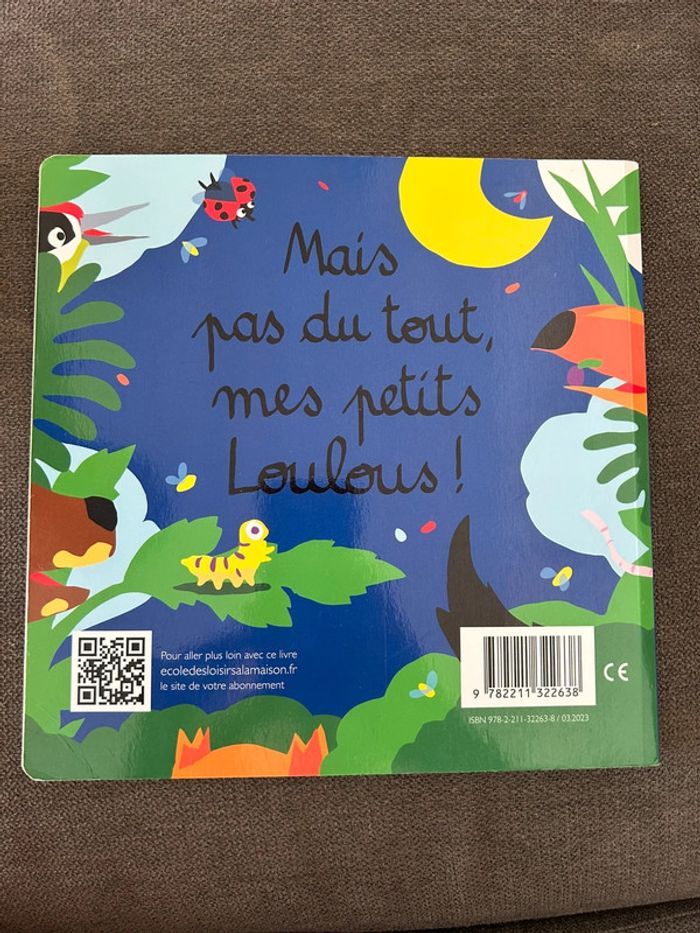 Mais
pas du tout,
mes petits
Loulous !
Pour aller plus loin avec ce livre
ecoledesloisirsalamaison.fr
le site de votre abonnement
9 782211 322638
ISBN 978-2-211-32263-8 / 03.2023
CE